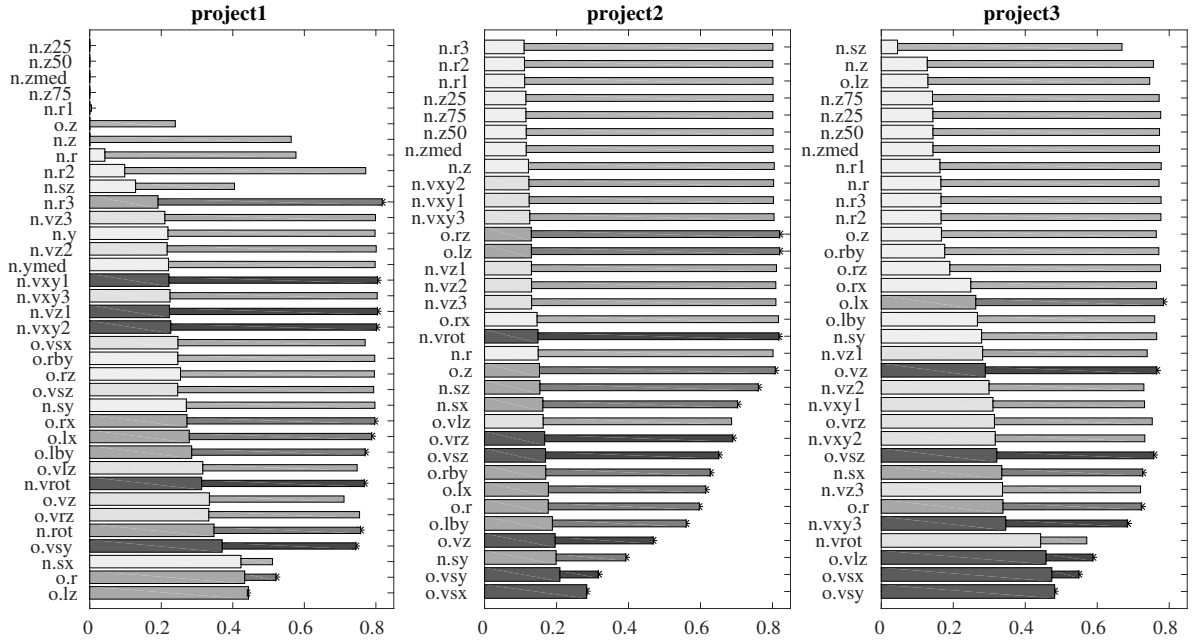 project1
n.z25
n.z50
n.zmed
n.z75
n.r1
o.z
n.z
n.r
n.r2
n.sz
n.r3
n.vz3
n.y
n.vz2
n.ymed
n.vxy1
n.vxy3
n.vz1
n.vxy2
o.vsx
o.rby
o.rz
o.vsz
n.sy
o.rx
o.lx
o.lby
o.vlz
n.vrot
o.vz
o.vrz
n.rot
o.vsy
n.sx
o.r
o.lz
0 0.2 0.4 0.6 0.8
project2
n.r3
n.r2
n.r1
n.z25
n.z75
n.z50
n.zmed
n.z
n.vxy2
n.vxy1
n.vxy3
o.rz
o.lz
n.vz1
n.vz2
n.vz3
o.rx
n.vrot
n.r
o.z
n.sz
n.sx
o.vlz
o.vrz
o.vsz
o.rby
o.lx
o.r
o.lby
o.vz
n.sy
o.vsy
o.vsx
0 0.2 0.4 0.6 0.8
project3
n.sz
n.z
o.lz
n.z75
n.z25
n.z50
n.zmed
n.r1
n.r
n.r3
n.r2
o.z
o.rby
o.rz
o.rx
o.lx
o.lby
n.sy
n.vz1
o.vz
n.vz2
n.vxy1
o.vrz
n.vxy2
o.vsz
n.sx
n.vz3
o.r
n.vxy3
n.vrot
o.vlz
o.vsx
o.vsy
0 0.2 0.4 0.6 0.8